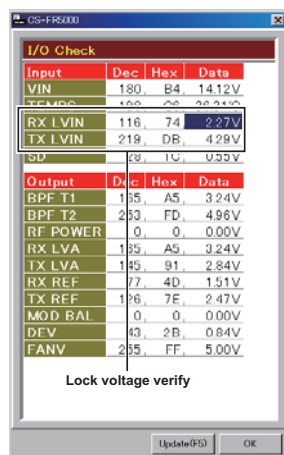 CS-FR5000
I/O Check
Input Dec Hex Data
VIN 180, B4, 14.12V
RX LVIN 116, 74 2.27V
TX LVIN 219, DB, 4.29V
SD 28, 1C, 0.55V
Output Dec Hex Data
BPF T1 165, A5, 3.24V
BPF T2 253, FD, 4.96V
RF POWER 0, 0, 0.00V
RX LVA 165, A5, 3.24V
TX LVA 145, 91, 2.84V
RX REF 77, 4D, 1.51V
TX REF 126, 7E, 2.47V
MOD BAL 0, 0, 0.00V
DEV 43, 2B, 0.84V
FANV 255, FF, 5.00V
Lock voltage verify
Update(F5) OK